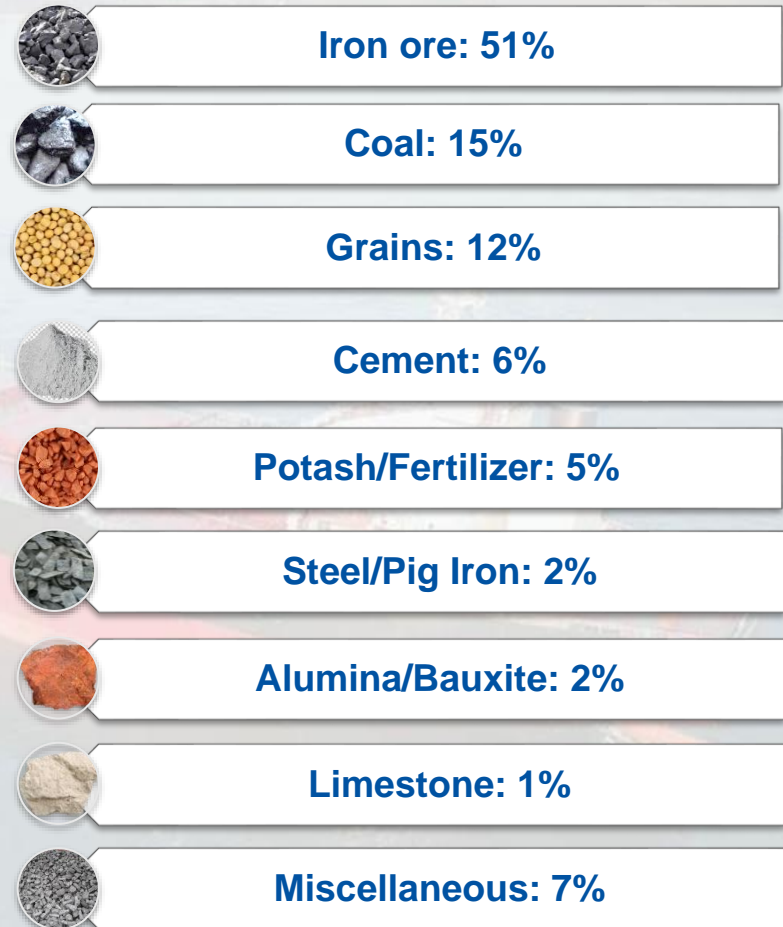 Iron ore: 51%
Coal: 15%
Grains: 12%
Cement: 6%
Potash/Fertilizer: 5%
Steel/Pig Iron: 2%
Alumina/Bauxite: 2%
Limestone: 1%
Miscellaneous: 7%